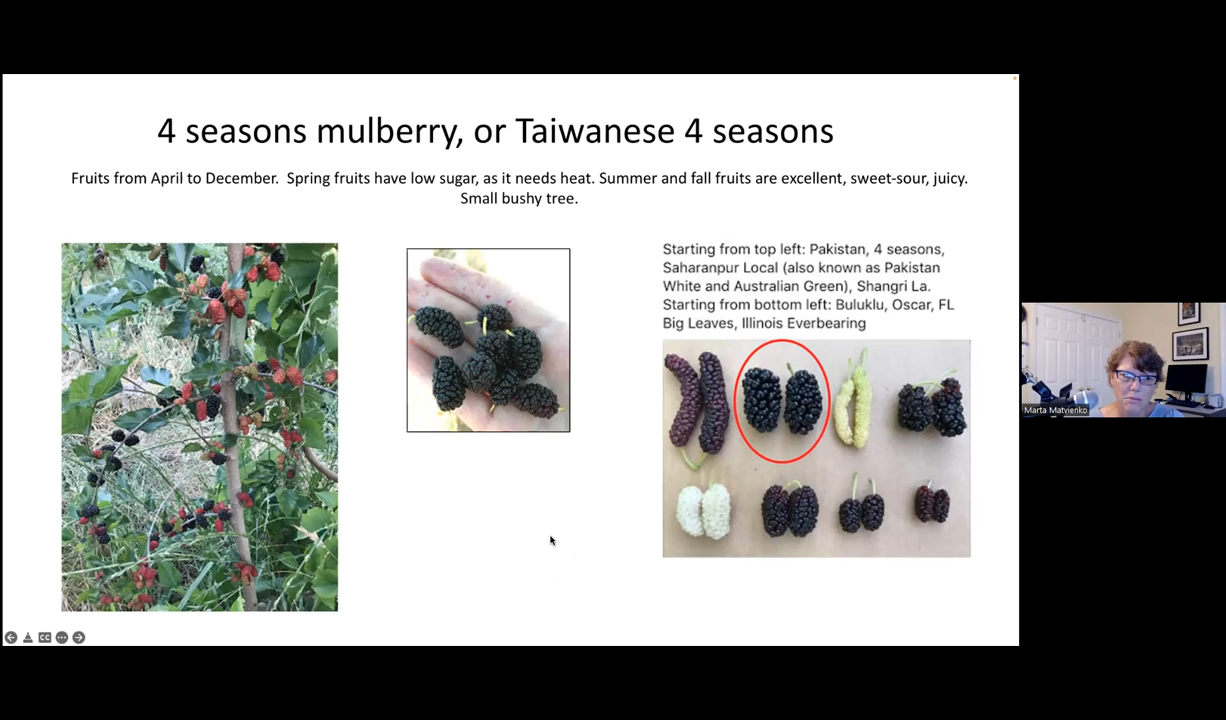 4 seasons mulberry, or Taiwanese 4 seasons
Fruits from April to December.  Spring fruits have low sugar, as it needs heat. Summer and fall fruits are excellent, sweet-sour, juicy.
Small bushy tree.
Starting from top left: Pakistan, 4 seasons,
Saharanpur Local (also known as Pakistan
White and Australian Green), Shangri La.
Starting from bottom left: Buluklu, Oscar, FL
Big Leaves, Illinois Everbearing
Marta Matvienko
CC